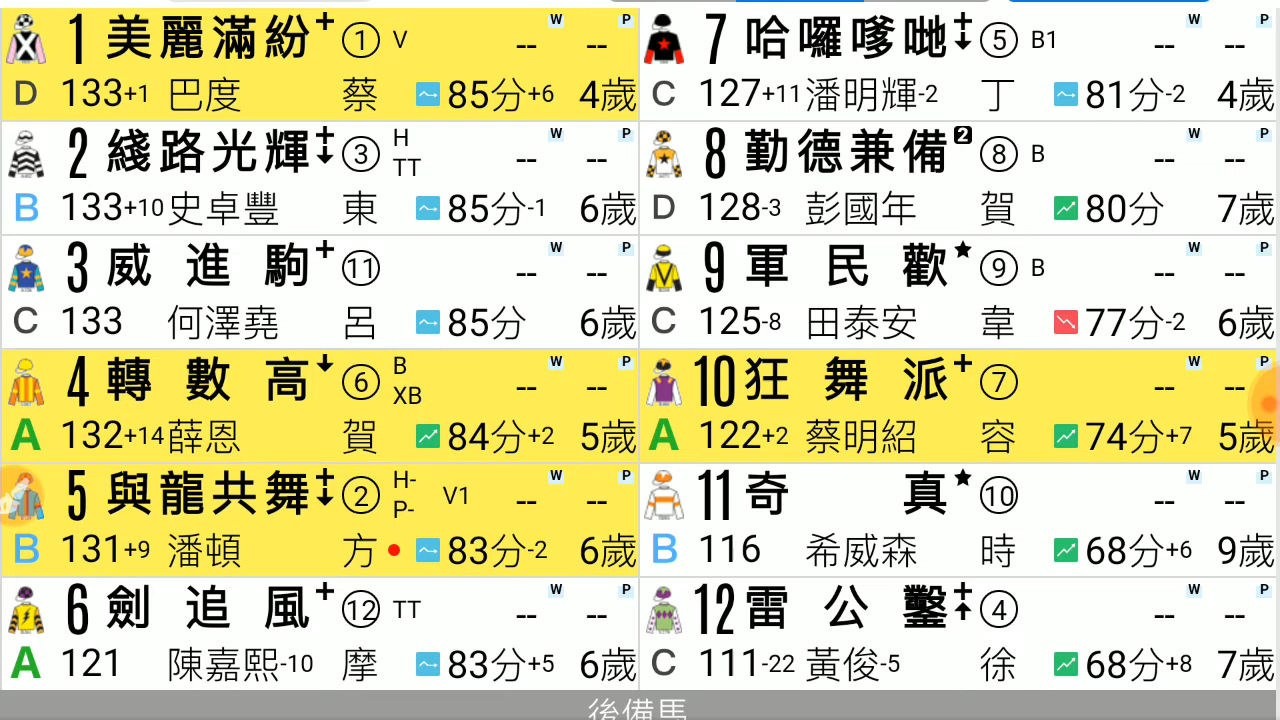 1 美麗滿紛+ ① V W -- P --
D 133+1 巴度 蔡 85分+6 4歲
2 綫路光輝+ ③ H TT W -- P --
B 133+10 史卓豐 東 85分-1 6歲
3 威進駒+ ⑪ W -- P --
C 133 何澤堯 呂 85分 6歲
4 轉數高 ⑥ B XB W -- P --
A 132+14 薛恩 賀 84分+2 5歲
5 與龍共舞+ ② H- P- V1 W -- P --
B 131+9 潘頓 方 83分-2 6歲
6 劍追風+ ⑫ TT W -- P --
A 121 陳嘉熙-10 摩 83分+5 6歲
7 哈囉嗲哋+ ⑤ B1 W -- P --
C 127+11 潘明輝-2 丁 81分-2 4歲
8 勤德兼備 2 ⑧ B W -- P --
D 128-3 彭國年 賀 80分 7歲
9 軍民歡★ ⑨ B W -- P --
C 125-8 田泰安 韋 77分-2 6歲
10 狂舞派+ ⑦ W -- P --
A 122+2 蔡明紹 容 74分+7 5歲
11 奇真★ ⑩ W -- P --
B 116 希威森 時 68分+6 9歲
12 雷公鑿+ ④ W -- P --
C 111-22 黃俊-5 徐 68分+8 7歲
後備馬